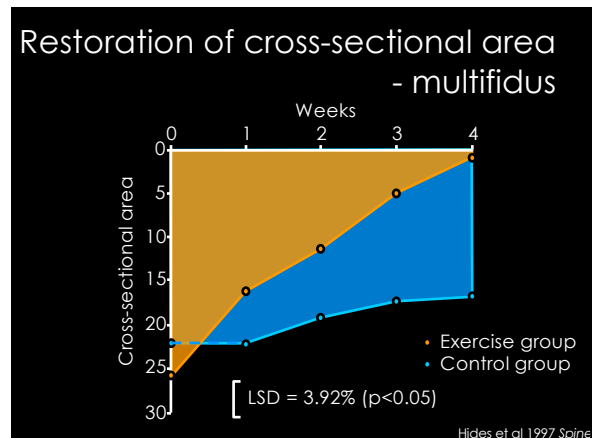 Restoration of cross-sectional area
- multifidus
Weeks
0 1 2 3 4
0
5
10
15
20
25
30
Cross-sectional area
Exercise group
Control group
LSD = 3.92% (p<0.05)
Hides et al 1997 Spine